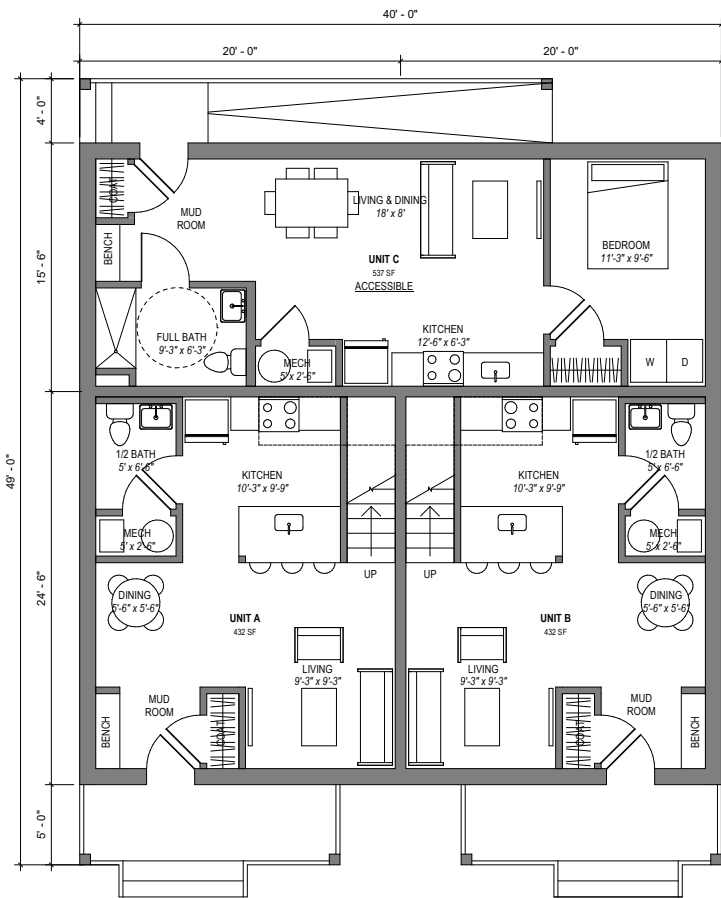 40' - 0"
20' - 0"
20' - 0"
4' - 0"
15' - 6"
49' - 0"
24' - 6"
5' - 0"
COAT
MUD
ROOM
BENCH
LIVING & DINING
18' x 8'
UNIT C
537 SF
ACCESSIBLE
BEDROOM
11'-3" x 9'-6"
FULL BATH
9'-3" x 6'-3"
MECH
5' x 2'-6"
KITCHEN
12'-6" x 6'-3"
W
D
1/2 BATH
5' x 6'-6"
KITCHEN
10'-3" x 9'-9"
MECH
5' x 2'-6"
UP
DINING
5'-6" x 5'-6"
UNIT A
432 SF
LIVING
9'-3" x 9'-3"
MUD
ROOM
BENCH
COAT
KITCHEN
10'-3" x 9'-9"
1/2 BATH
5' x 6'-6"
MECH
5' x 2'-6"
UP
UNIT B
432 SF
DINING
5'-6" x 5'-6"
LIVING
9'-3" x 9'-3"
COAT
MUD
ROOM
BENCH